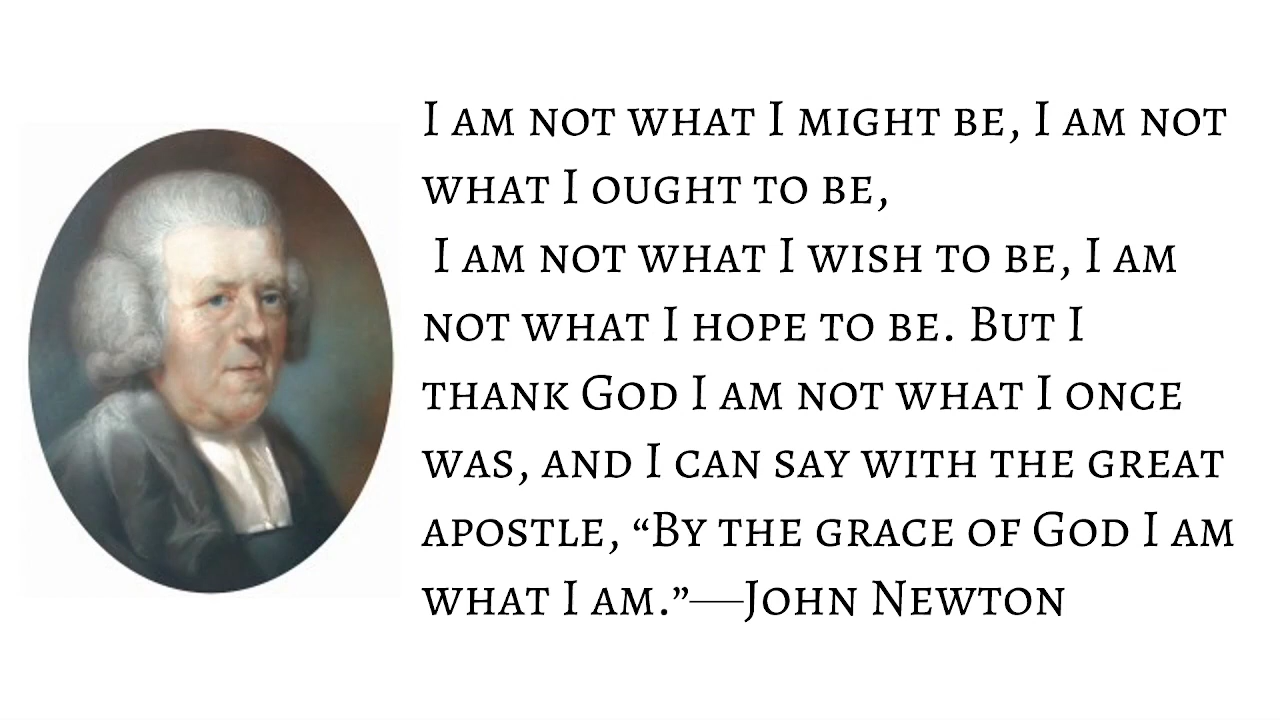 I am not what I might be, I am not
what I ought to be,
I am not what I wish to be, I am
not what I hope to be. But I
thank God I am not what I once
was, and I can say with the great
apostle, “By the grace of God I am
what I am.”—John Newton